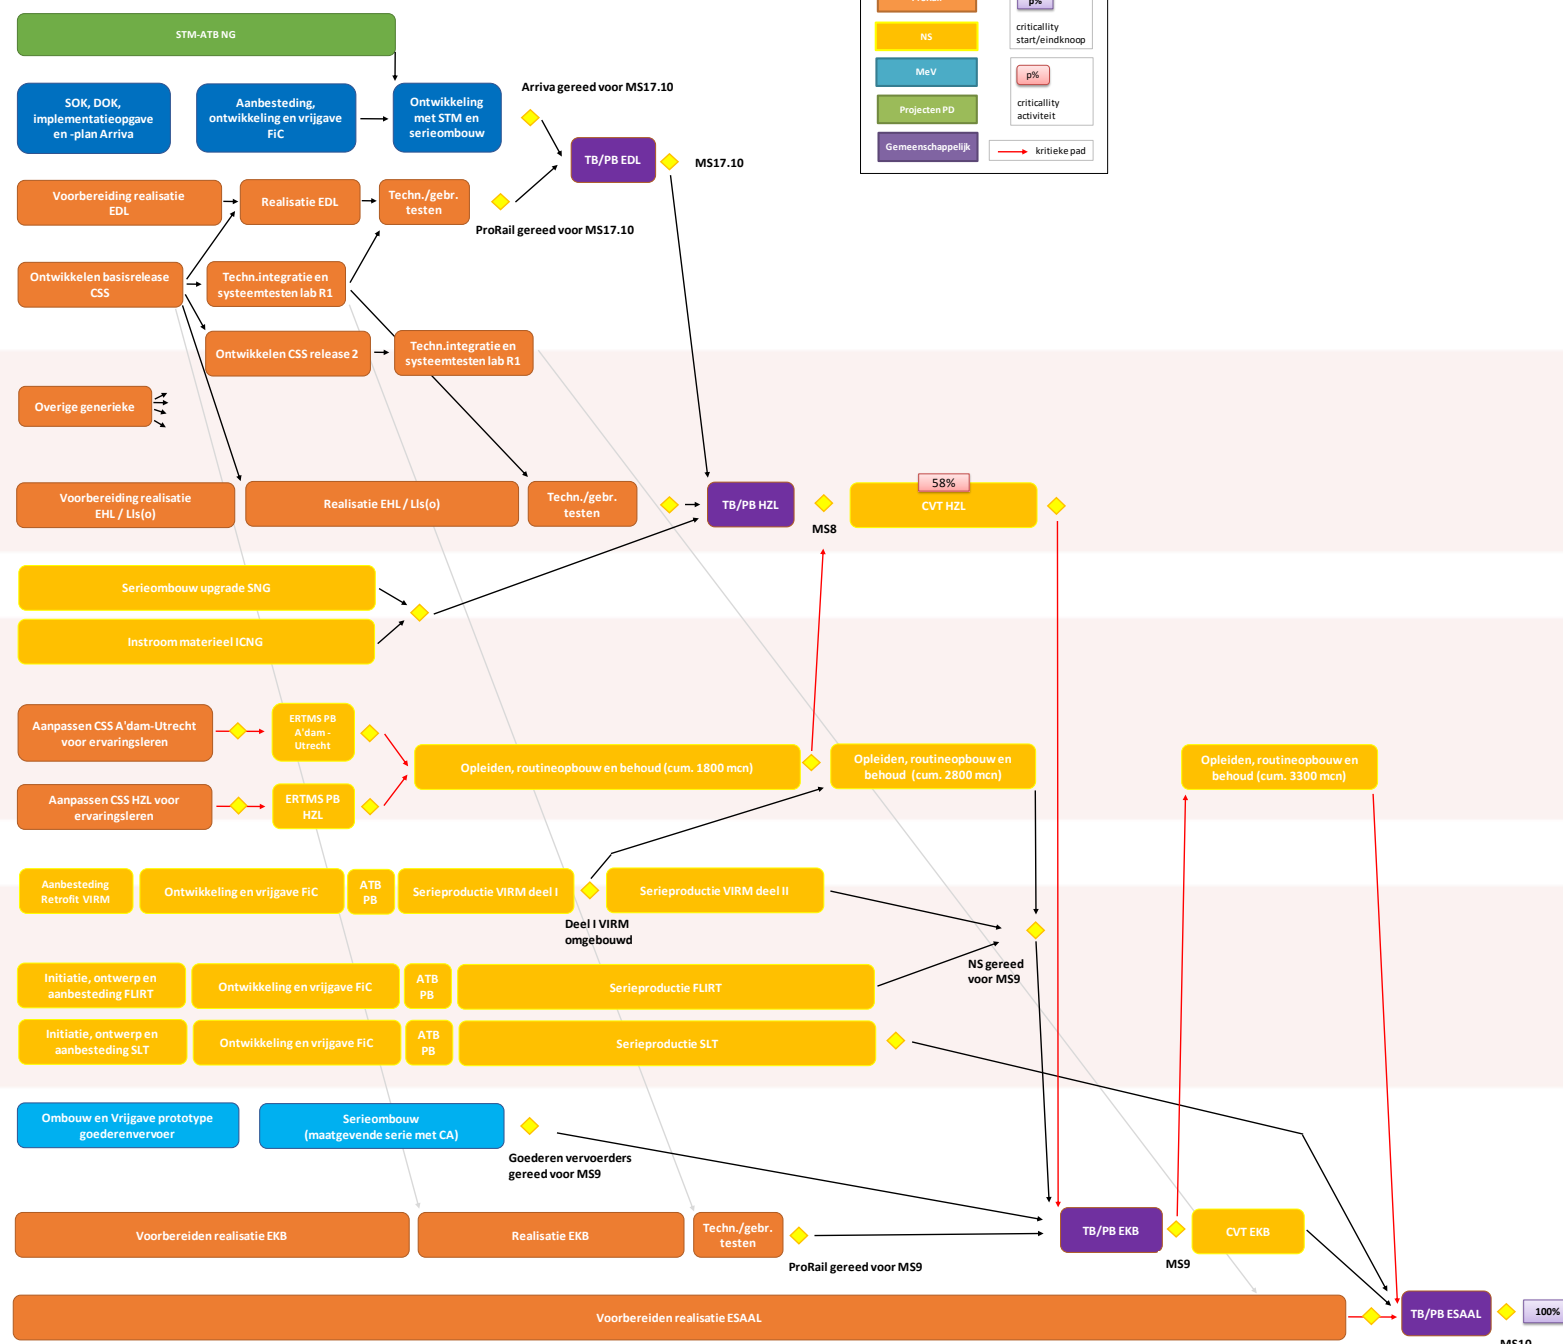 ProRail
p%
criticallity
start/eindknoop
NS
MeV
p%
criticallity
activiteit
Projecten PD
Gemeenschappelijk
kritieke pad
STM-ATB NG
SOK, DOK,
implementatieopgave
en -plan Arriva
Aanbesteding,
ontwikkeling en vrijgave
FiC
Ontwikkeling
met STM en
serieombouw
Arriva gereed voor MS17.10
TB/PB EDL
MS17.10
Voorbereiding realisatie
EDL
Realisatie EDL
Techn./gebr.
testen
ProRail gereed voor MS17.10
Ontwikkelen basisrelease
CSS
Techn.integratie en
systeemtesten lab R1
Ontwikkelen CSS release 2
Techn.integratie en
systeemtesten lab R1
Overige generieke
Voorbereiding realisatie
EHL / Lls(o)
Realisatie EHL / Lls(o)
Techn./gebr.
testen
TB/PB HZL
MS8
58%
CVT HZL
Serieombouw upgrade SNG
Instroom materieel ICNG
Aanpassen CSS A'dam-Utrecht
voor ervaringsleren
ERTMS PB
A'dam -
Utrecht
Opleiden, routineopbouw en behoud (cum. 1800 mcn)
Opleiden, routineopbouw en
behoud (cum. 2800 mcn)
Opleiden, routineopbouw en
behoud (cum. 3300 mcn)
Aanpassen CSS HZL voor
ervaringsleren
ERTMS PB
HZL
Aanbesteding
Retrofit VIRM
Ontwikkeling en vrijgave FiC
ATB
PB
Serieproductie VIRM deel I
Serieproductie VIRM deel II
Deel I VIRM
omgebouwd
NS gereed
voor MS9
Initiatie, ontwerp en
aanbesteding FLIRT
Ontwikkeling en vrijgave FiC
ATB
PB
Serieproductie FLIRT
Initiatie, ontwerp en
aanbesteding SLT
Ontwikkeling en vrijgave FiC
ATB
PB
Serieproductie SLT
Ombouw en Vrijgave prototype
goederenvervoer
Serieombouw
(maatgevende serie met CA)
Goederen vervoerders
gereed voor MS9
Voorbereiden realisatie EKB
Realisatie EKB
Techn./gebr.
testen
ProRail gereed voor MS9
TB/PB EKB
MS9
CVT EKB
Voorbereiden realisatie ESAAL
TB/PB ESAAL
100%
MS10